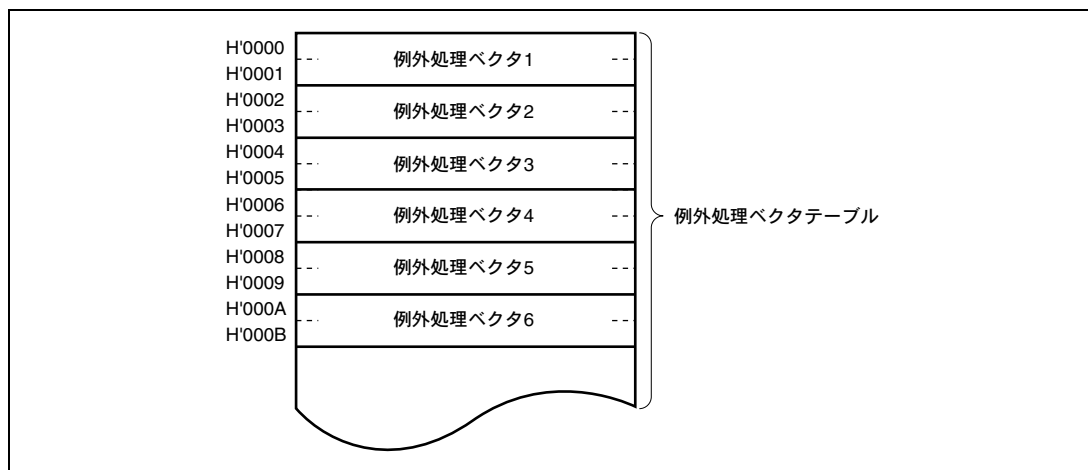 H'0000
例外処理ベクタ1
H'0001
H'0002
例外処理ベクタ2
H'0003
H'0004
例外処理ベクタ3
H'0005
H'0006
例外処理ベクタ4
例外処理ベクタテーブル
H'0007
H'0008
例外処理ベクタ5
H'0009
H'000A
例外処理ベクタ6
H'000B